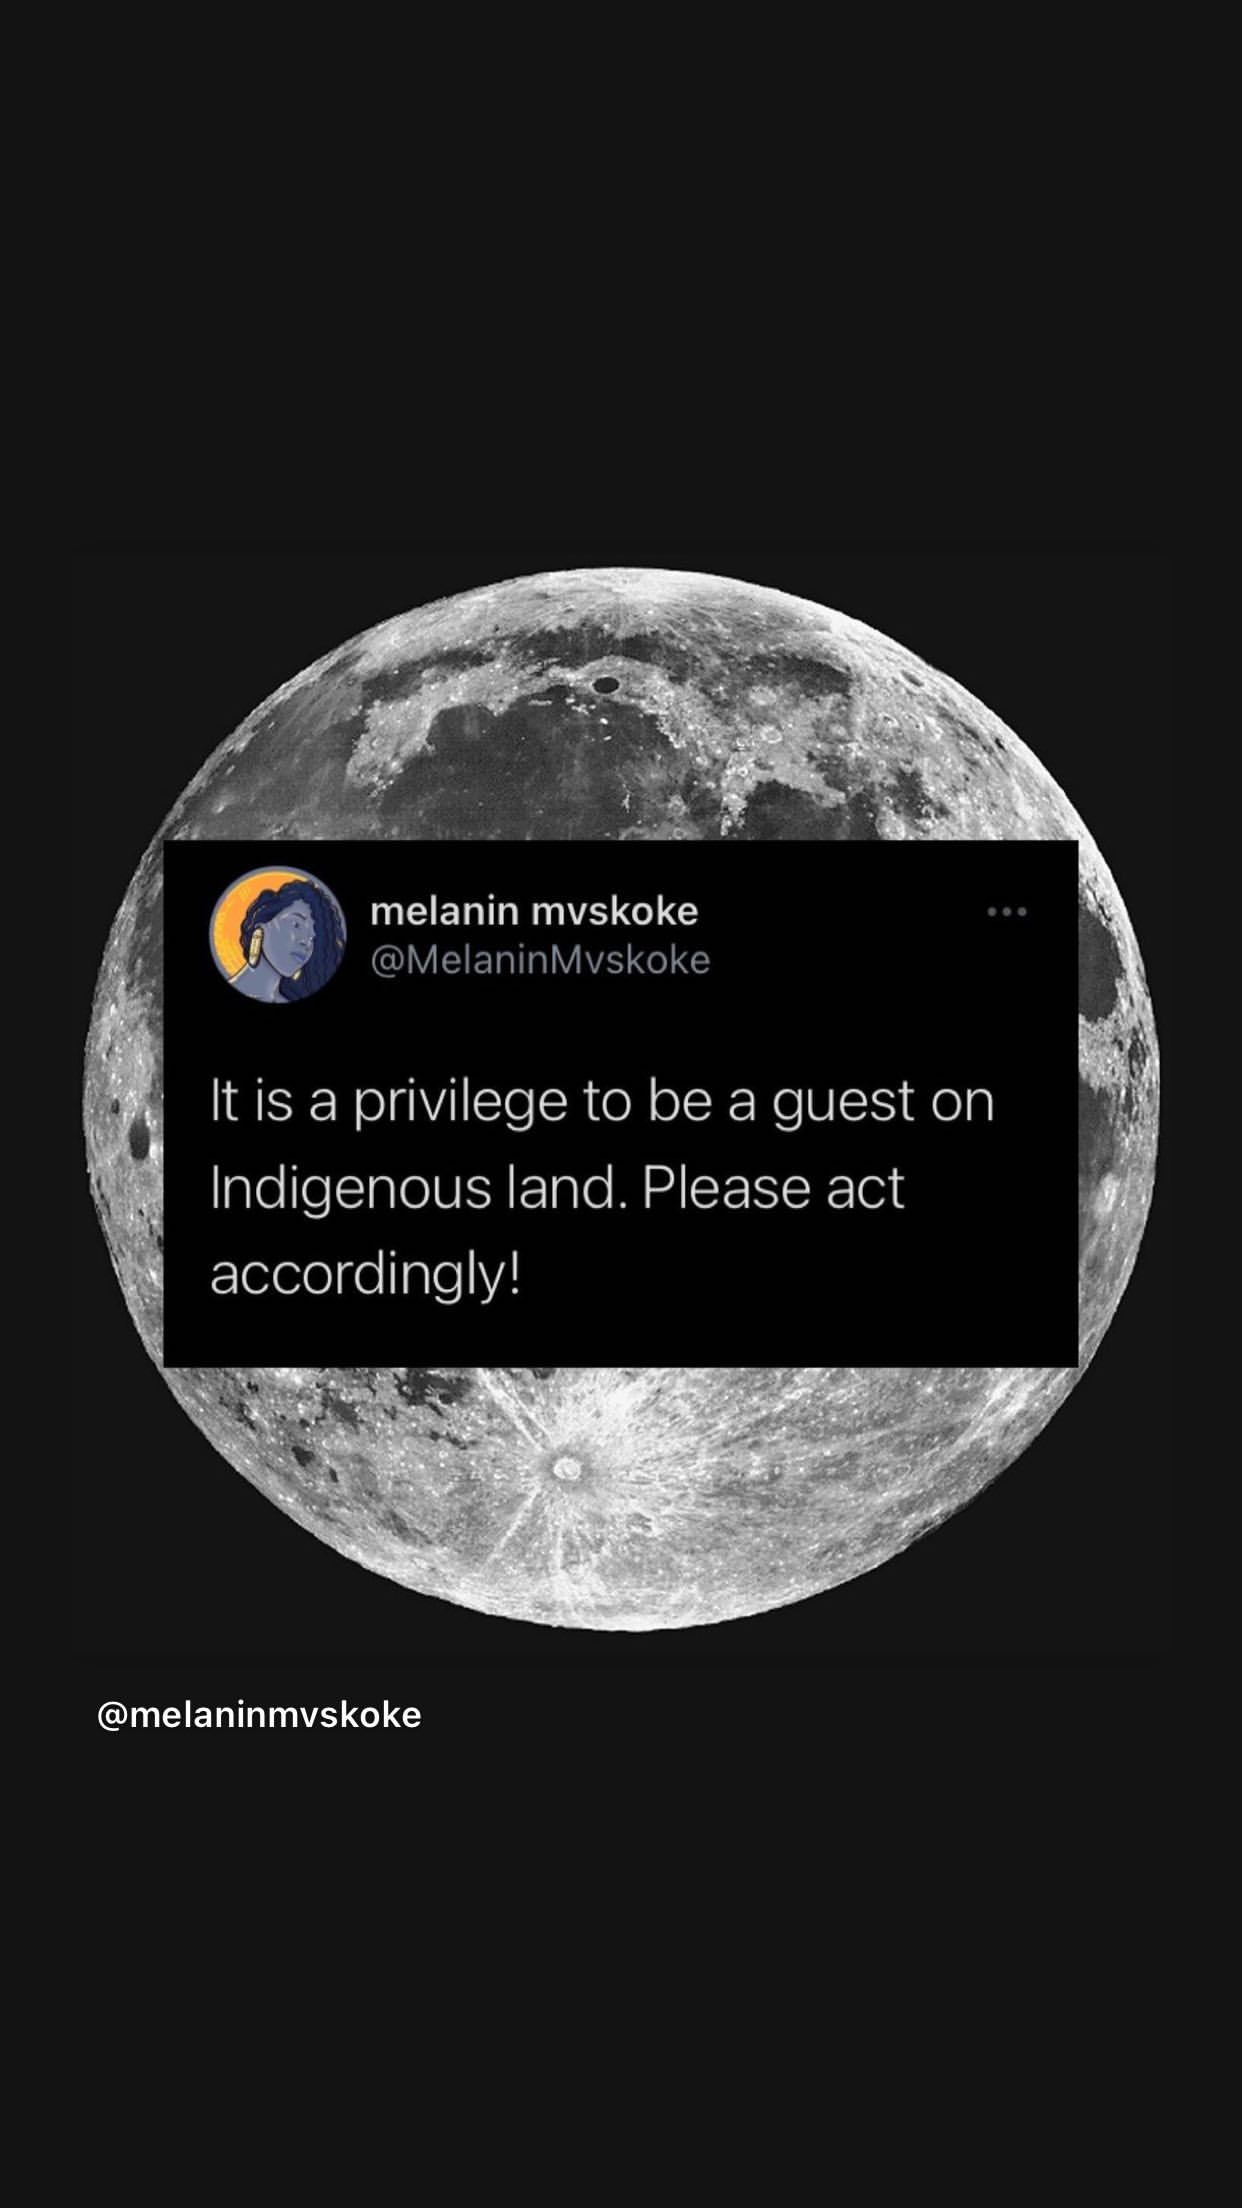 melanin mvskoke
@MelaninMvskoke
It is a privilege to be a guest on
Indigenous land. Please act
accordingly!
@melaninmvskoke